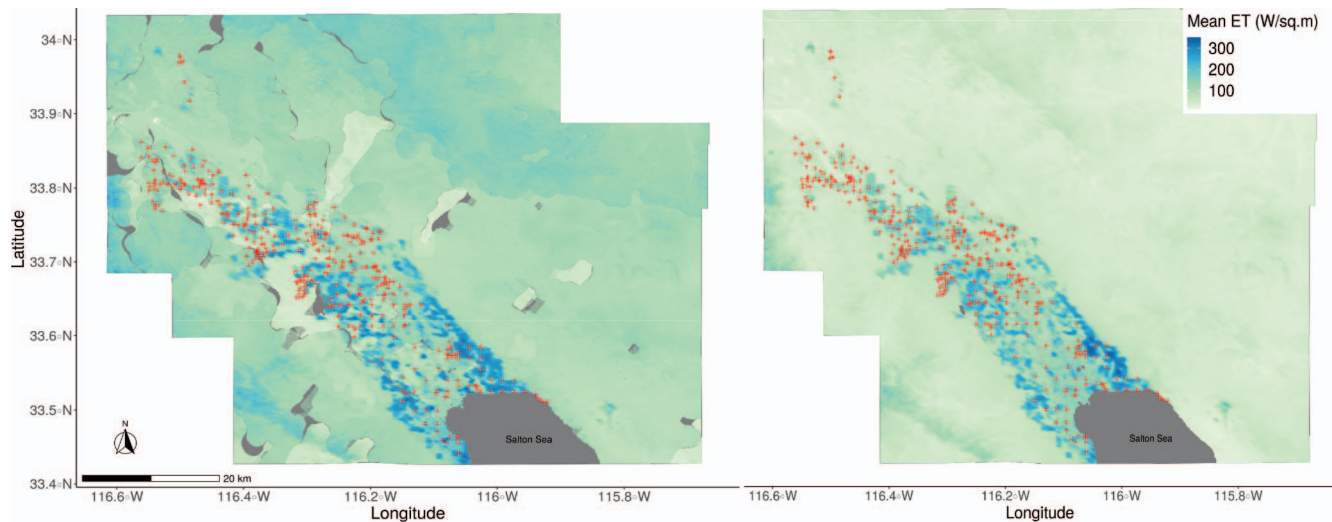 Mean ET (W/sq.m)
300
200
100
34○N
33.9○N
33.8○N
33.7○N
33.6○N
33.5○N
33.4○N
Latitude
N
20 km
Salton Sea
Salton Sea
116.6○W 116.4○W 116.2○W 116○W 115.8○W
116.6○W 116.4○W 116.2○W 116○W 115.8○W
Longitude
Longitude